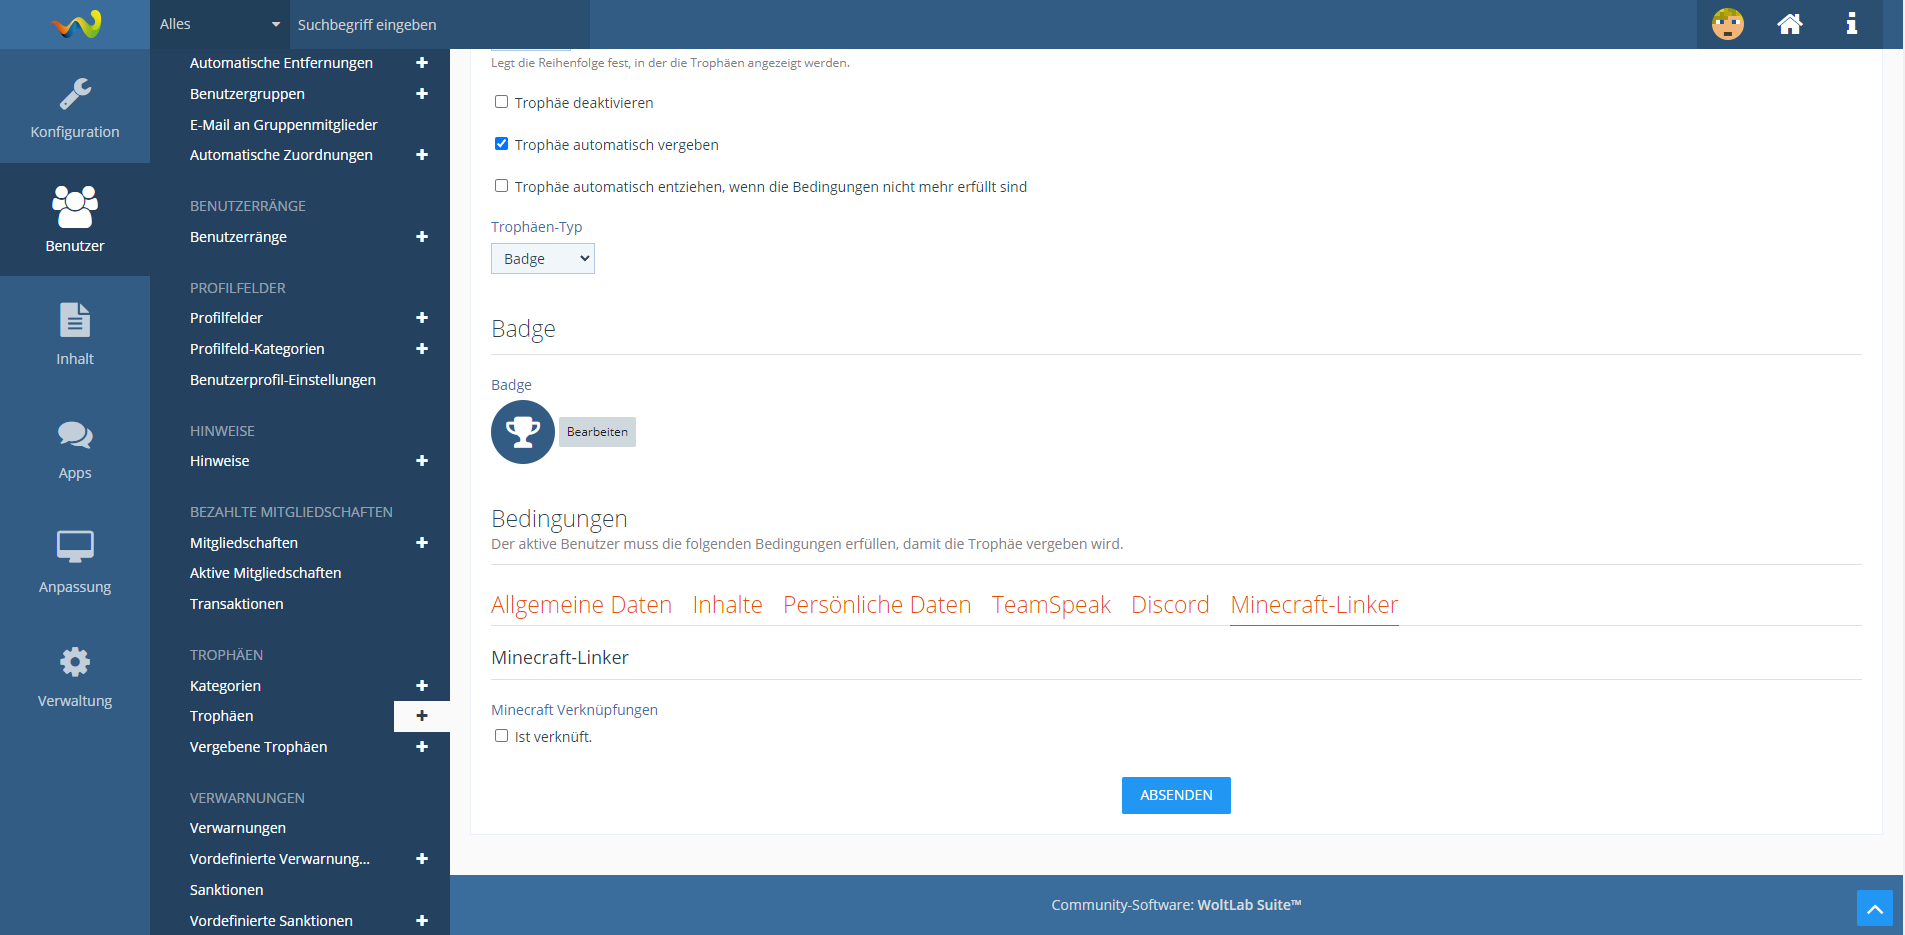 Alles
Suchbegriff eingeben
Konfiguration
Benutzer
Inhalt
Apps
Anpassung
Verwaltung
Automatische Entfernungen
Benutzergruppen
E-Mail an Gruppenmitglieder
Automatische Zuordnungen
BENUTZERRÄNGE
Benutzerränge
PROFILFELDER
Profilfelder
Profilfeld-Kategorien
Benutzerprofil-Einstellungen
HINWEISE
Hinweise
BEZAHLTE MITGLIEDSCHAFTEN
Mitgliedschaften
Aktive Mitgliedschaften
Transaktionen
TROPHÄEN
Kategorien
Trophäen
Vergebene Trophäen
VERWARNUNGEN
Verwarnungen
Vordefinierte Verwarnung...
Sanktionen
Vordefinierte Sanktionen
Legt die Reihenfolge fest, in der die Trophäen angezeigt werden.
Trophäe deaktivieren
Trophäe automatisch vergeben
Trophäe automatisch entziehen, wenn die Bedingungen nicht mehr erfüllt sind
Trophäen-Typ
Badge
Badge
Badge
Bearbeiten
Bedingungen
Der aktive Benutzer muss die folgenden Bedingungen erfüllen, damit die Trophäe vergeben wird.
Allgemeine Daten Inhalte Persönliche Daten TeamSpeak Discord Minecraft-Linker
Minecraft-Linker
Minecraft Verknüpfungen
Ist verknüft.
ABSENDEN
Community-Software: WoltLab Suite™